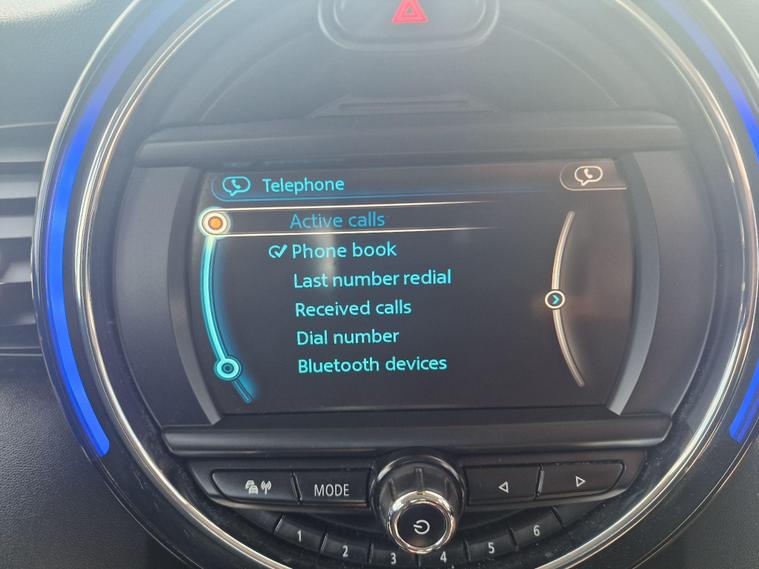 Telephone
Active calls
Phone book
Last number redial
Received calls
Dial number
Bluetooth devices
MODE
1 2 3 4 5 6